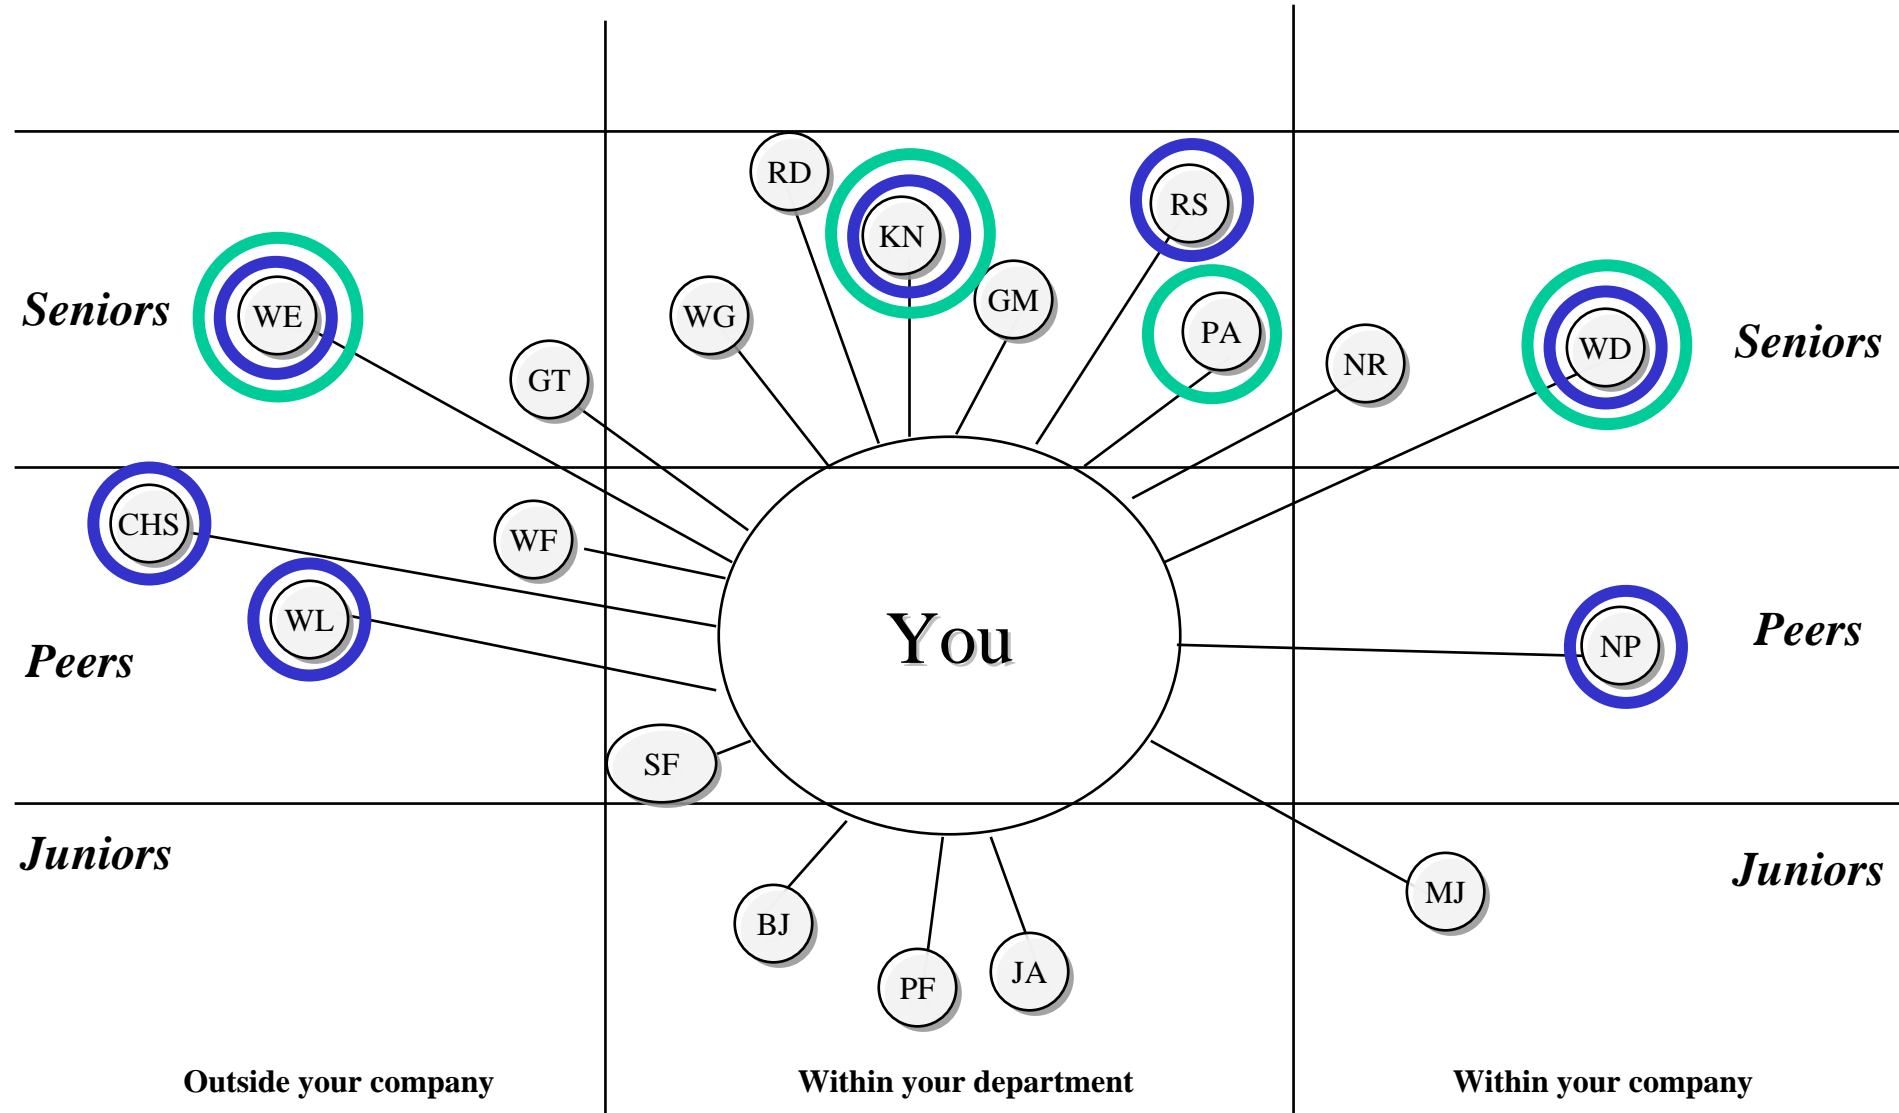 RD
KN
RS
WE
WG
GM
PA
Seniors
GT
NR
WD
Seniors
CHS
WF
WL
You
NP
Peers
Peers
SF
Juniors
Juniors
BJ
PF
JA
MJ
Outside your company
Within your department
Within your company